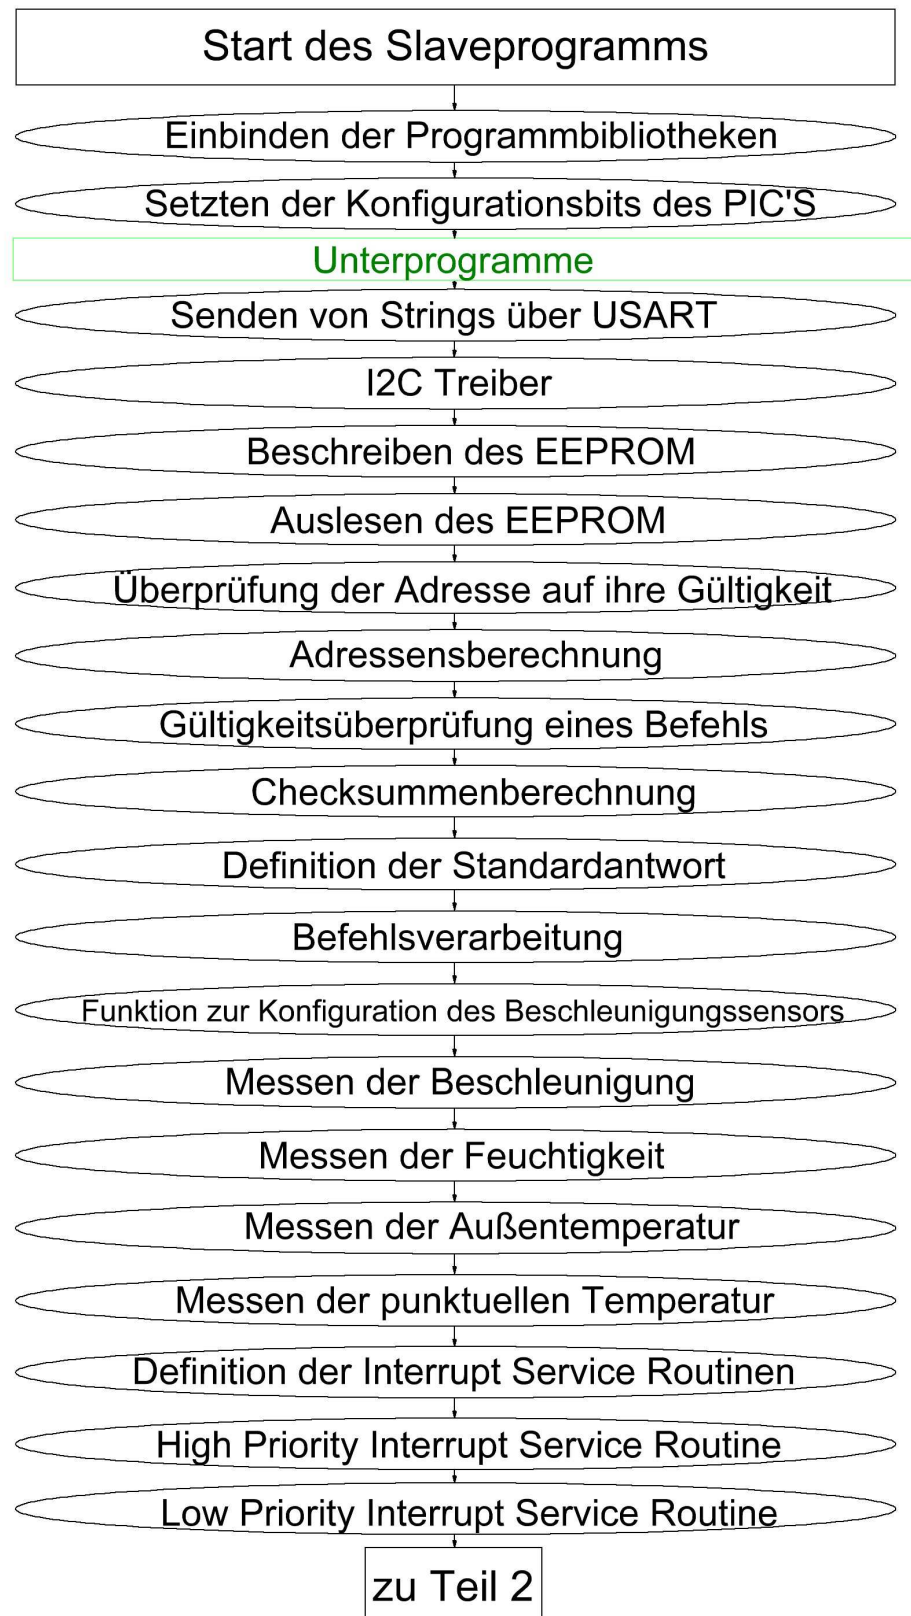 Start des Slaveprogramms
Einbinden der Programmbibliotheken
Setzten der Konfigurationsbits des PIC'S
Unterprogramme
Senden von Strings über USART
I2C Treiber
Beschreiben des EEPROM
Auslesen des EEPROM
Überprüfung der Adresse auf ihre Gültigkeit
Adressensberechnung
Gültigkeitsüberprüfung eines Befehls
Checksummenberechnung
Definition der Standardantwort
Befehlsverarbeitung
Funktion zur Konfiguration des Beschleunigungssensors
Messen der Beschleunigung
Messen der Feuchtigkeit
Messen der Außentemperatur
Messen der punktuellen Temperatur
Definition der Interrupt Service Routinen
High Priority Interrupt Service Routine
Low Priority Interrupt Service Routine
zu Teil 2